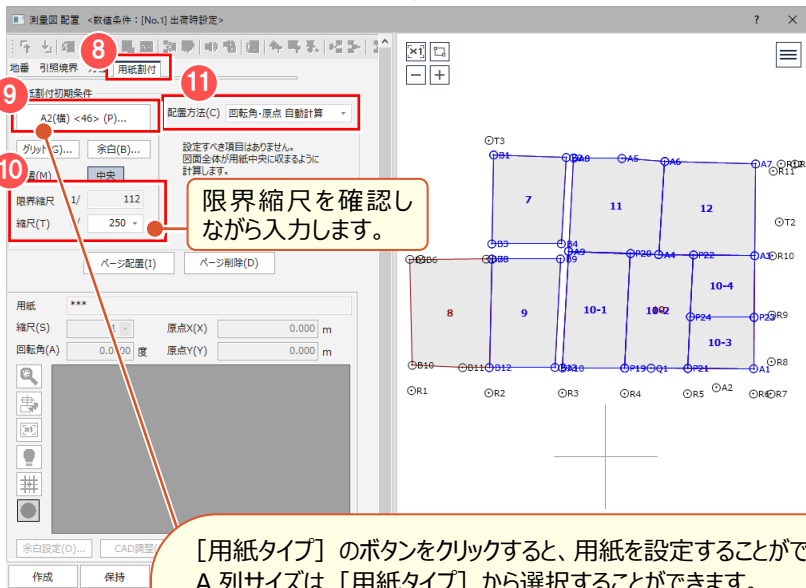 測量図 配置 <数値条件：[No.1] 出荷時設定>
? ×
8
地番 引照境界 用紙割付
9
用紙割付初期条件
11
A2(横) <46> (P)...
配置方法(C) 回転角・原点 自動計算
グリッド(G)... 余白(B)...
設定すべき項目はありません。
図面全体が用紙中央に収まるように
計算します。
10
(M) 中央
限界縮尺 1/ 112
縮尺(T) / 250
限界縮尺を確認し
ながら入力します。
ページ配置(I) ページ削除(D)
用紙 ***
縮尺(S) 原点X(X) 0.000 m
回転角(A) 度 原点Y(Y) 0.000 m
余白設定(O)... CAD調整
作成 保持
T3
B1 A8 A5 A6 A7
R11
7 11 12
T2
B3 B4 A9 P20 A4 P22 A3 R10
B6 B9
8 9 10-1 10-2 10-4
P24 P23 R9
10-3
B10 B11 B12 A10 P19 Q1 P21 A1 R8
R1 R2 R3 R4 R5 A2 R6 R7
[用紙タイプ] のボタンをクリックすると、用紙を設定することがで
A 列サイズは、[用紙タイプ] から選択することができます。